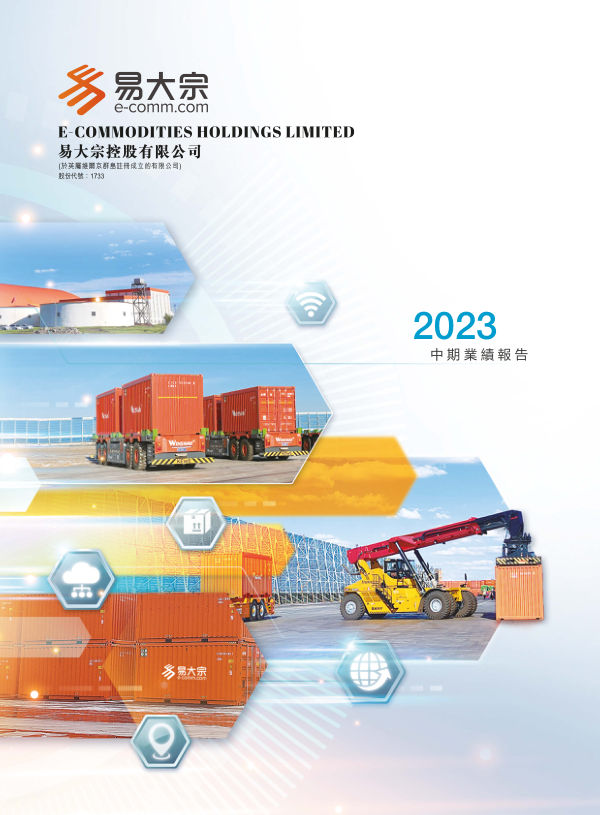 易大宗
e-comm.com
E-COMMODITIES HOLDINGS LIMITED
易大宗控股有限公司
(於英屬維爾京群島註冊成立的有限公司)
股份代號：1733
2023
中期業績報告
易大宗
e-comm.com